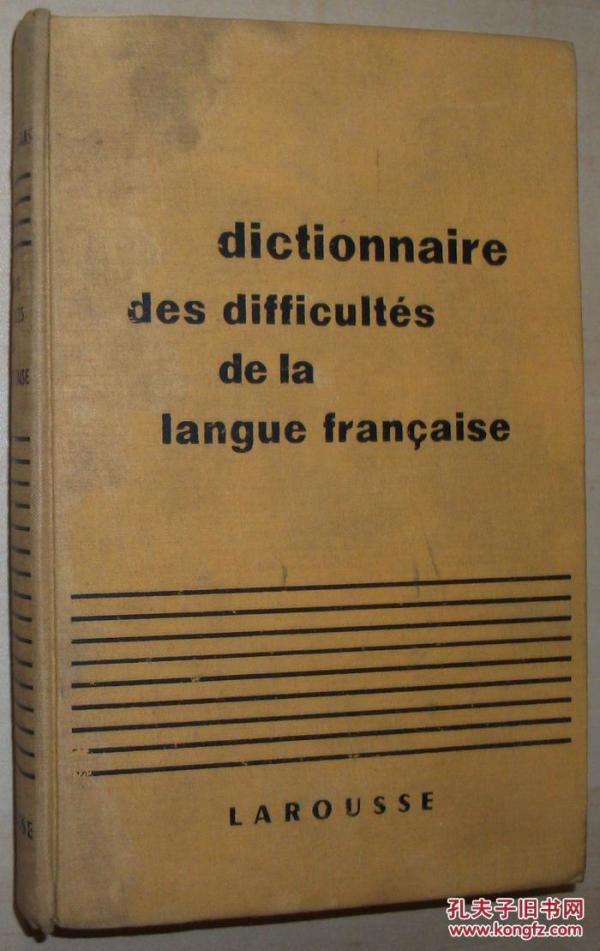 dictionnaire
des difficultés
de la
langue française
LAROUSSE
孔夫子旧书网
www.kongfz.com